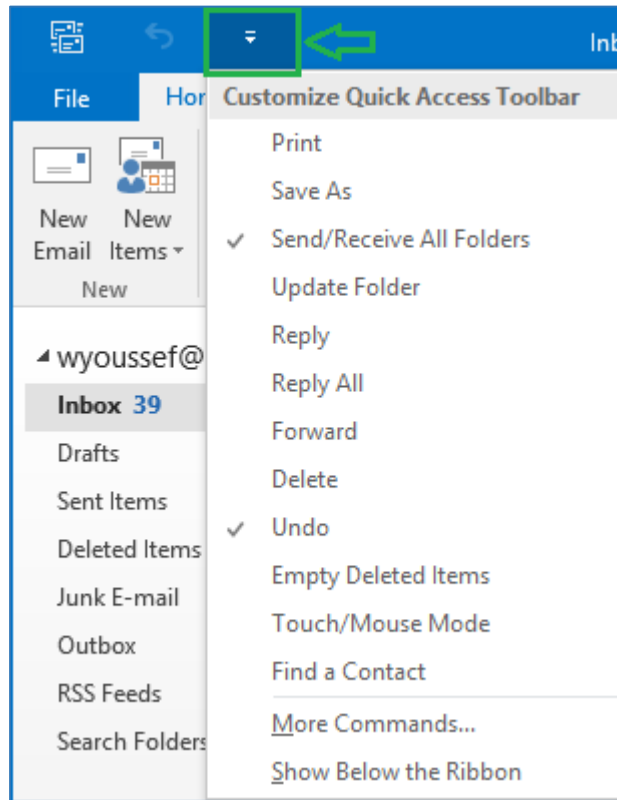 Inb
File
Hor
Customize Quick Access Toolbar
Print
Save As
Send/Receive All Folders
Update Folder
Reply
Reply All
Forward
Delete
Undo
Empty Deleted Items
Touch/Mouse Mode
Find a Contact
More Commands...
Show Below the Ribbon
New Email
New Items
New
wyoussef@
Inbox 39
Drafts
Sent Items
Deleted Items
Junk E-mail
Outbox
RSS Feeds
Search Folders